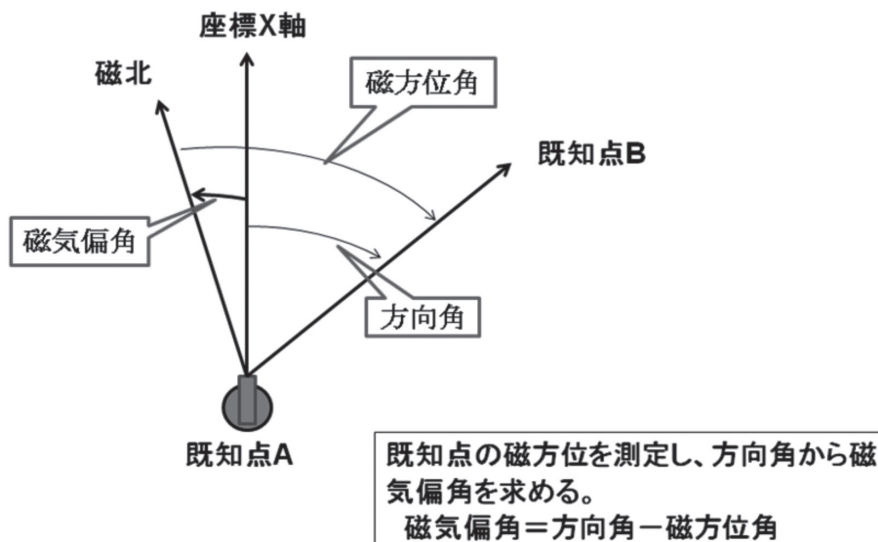 座標X軸
磁北
磁方位角
既知点B
磁気偏角
方向角
既知点A
既知点の磁方位を測定し、方向角から磁
気偏角を求める。
磁気偏角=方向角-磁方位角